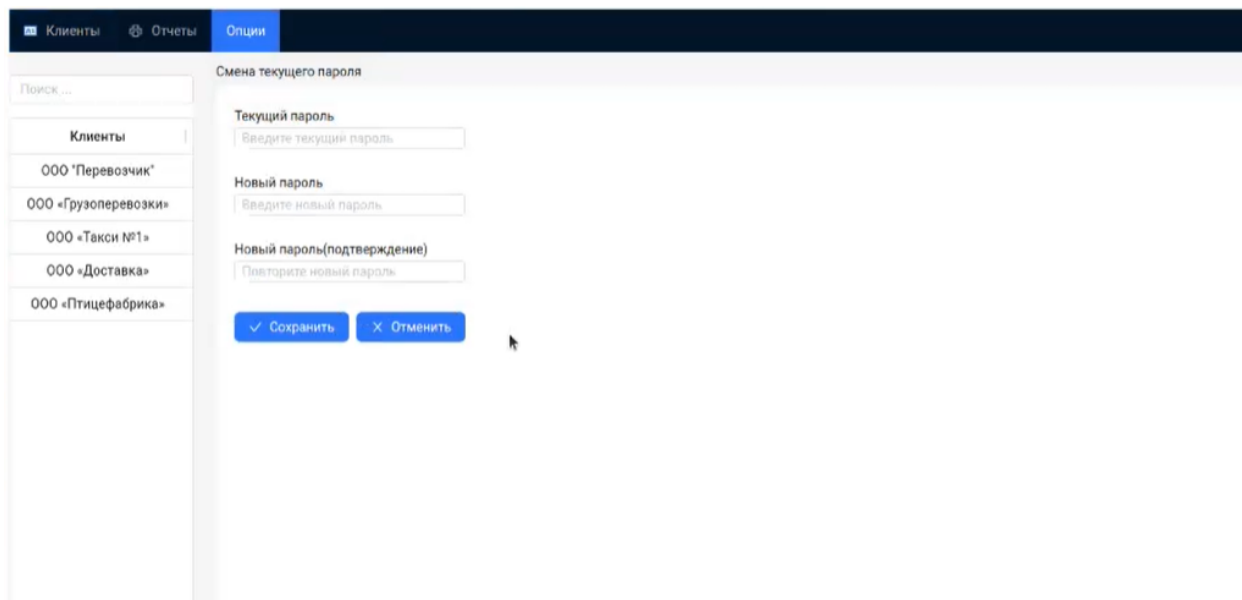 Клиенты Отчеты Опции
Поиск ...
Клиенты
ООО "Перевозчик"
ООО «Грузоперевозки»
ООО «Такси №1»
ООО «Доставка»
ООО «Птицефабрика»
Смена текущего пароля
Текущий пароль
Введите текущий пароль
Новый пароль
Введите новый пароль
Новый пароль(подтверждение)
Повторите новый пароль
Сохранить Отменить